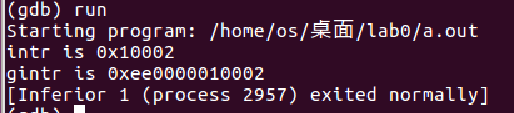 (gdb) run
Starting program: /home/os/桌面/lab0/a.out
intr is 0x10002
gintr is 0xee0000010002
[Inferior 1 (process 2957) exited normally]
(gdb)